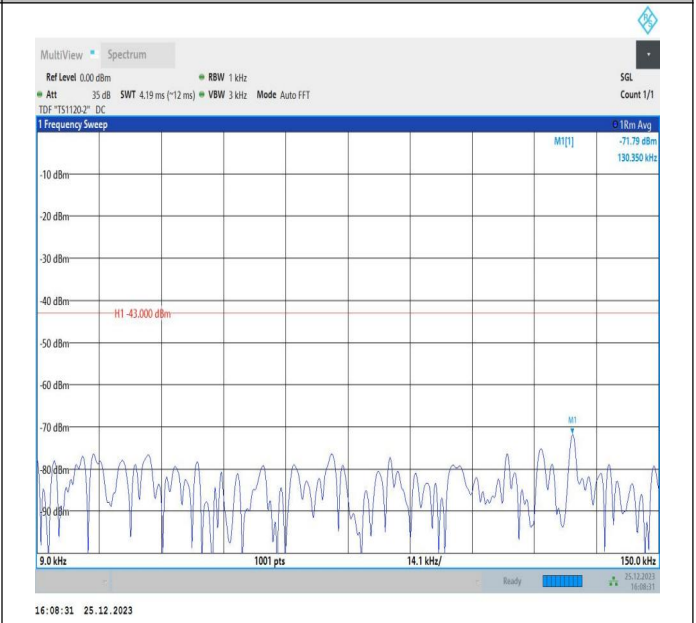 R S
MultiView Spectrum
Ref Level 0.00 dBm RBW 1 kHz SGL
Att 35 dB SWT 4.19 ms (~12 ms) VBW 3 kHz Mode Auto FFT Count 1/1
TDF "TS1120-2" DC
1 Frequency Sweep 1Rm Avg
M1[1] -71.79 dBm
130.350 kHz
-10 dBm
-20 dBm
-30 dBm
-40 dBm
H1 -43.000 dBm
-50 dBm
-60 dBm
-70 dBm
M1
-80 dBm
-90 dBm
9.0 kHz 1001 pts 14.1 kHz/ 150.0 kHz
Ready 25.12.2023
16:08:31
16:08:31 25.12.2023